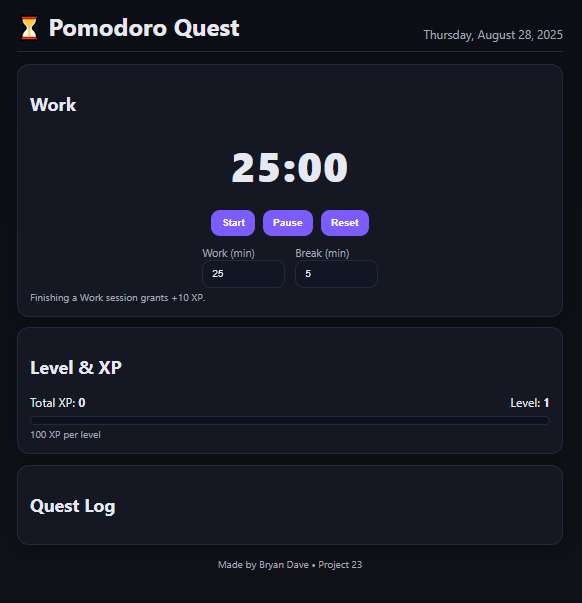 ⏳ Pomodoro Quest
Thursday, August 28, 2025
Work
25:00
Start Pause Reset
Work (min) Break (min)
25 5
Finishing a Work session grants +10 XP.
Level & XP
Total XP: 0 Level: 1
100 XP per level
Quest Log
Made by Bryan Dave • Project 23